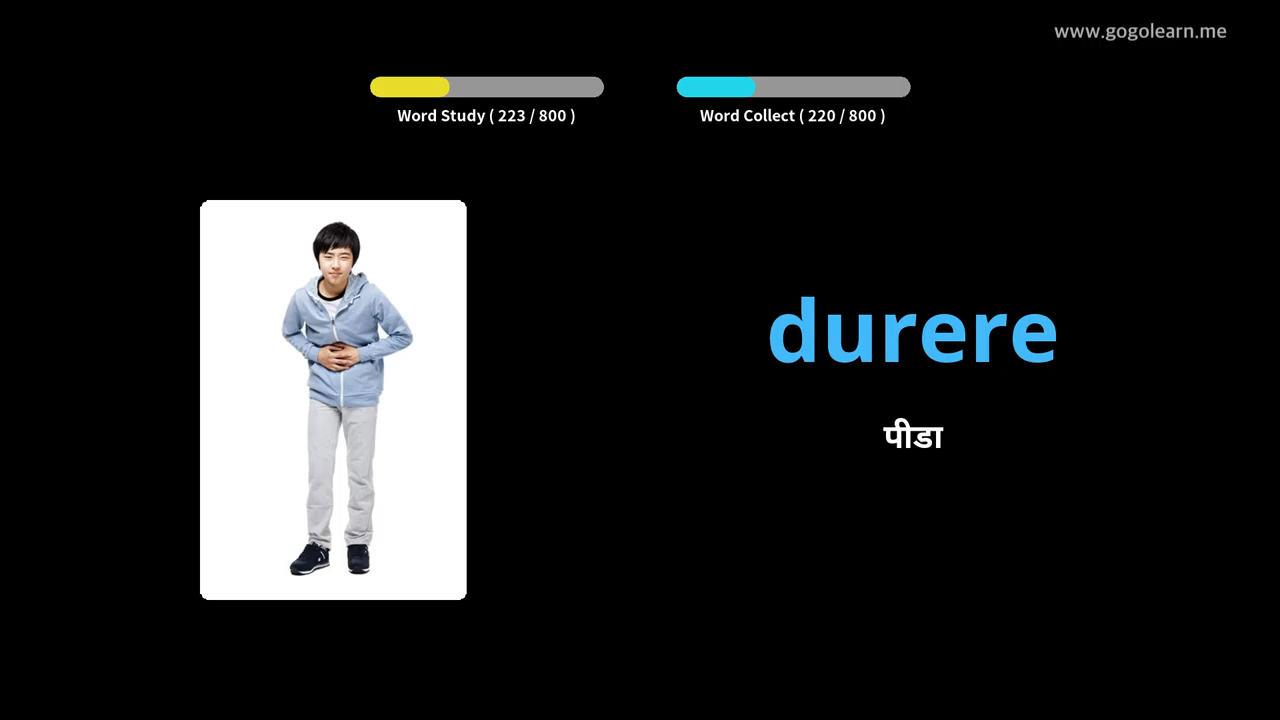 www.gogolearn.me
Word Study ( 223 / 800 )
Word Collect ( 220 / 800 )
durere
पीडा